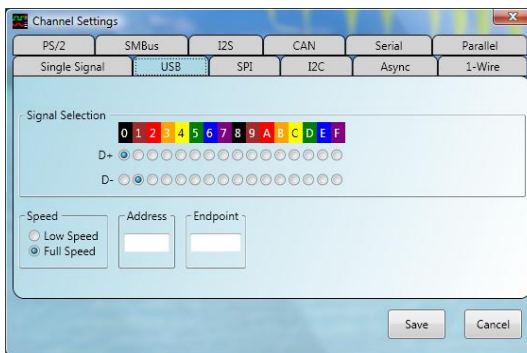 Channel Settings
PS/2 SMBus I2S CAN Serial Parallel
Single Signal USB SPI I2C Async 1-Wire
Signal Selection
0 1 2 3 4 5 6 7 8 9 A B C D E F
D+
D-
Speed Address Endpoint
Low Speed
Full Speed
Save Cancel